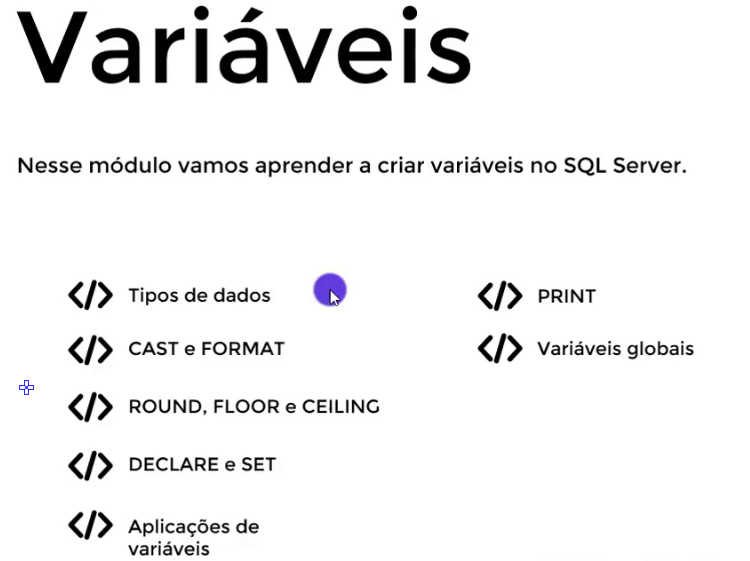 Variáveis
Nesse módulo vamos aprender a criar variáveis no SQL Server.
</> Tipos de dados
</> CAST e FORMAT
</> ROUND, FLOOR e CEILING
</> DECLARE e SET
</> Aplicações de
variáveis
</> PRINT
</> Variáveis globais